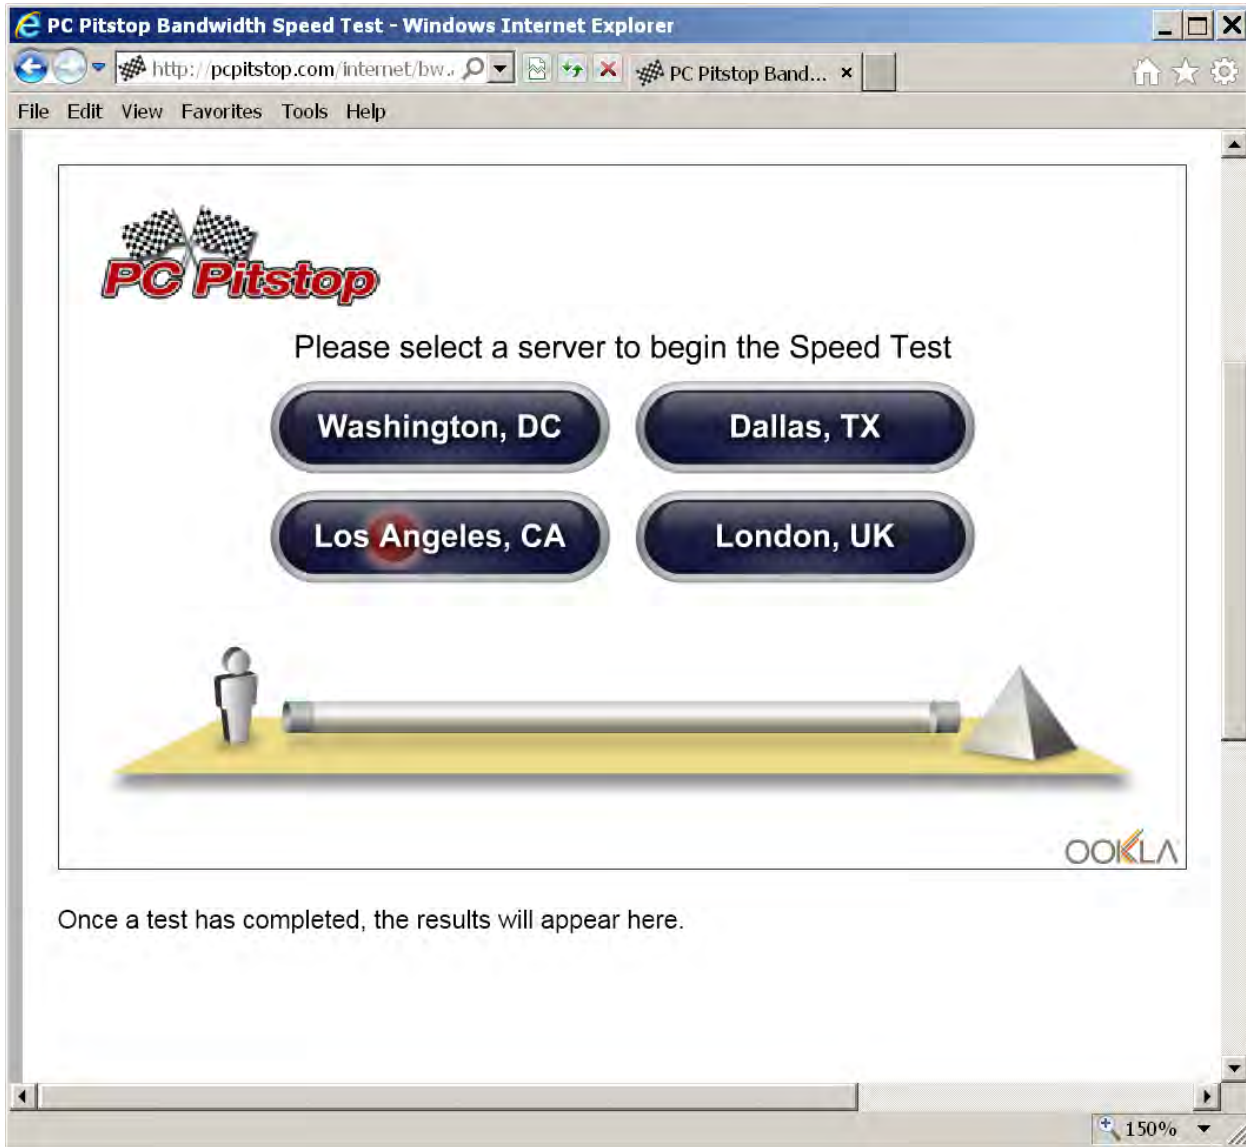 PC Pitstop Bandwidth Speed Test - Windows Internet Explorer
http://pcpitstop.com/internet/bw. PC Pitstop Band...
File Edit View Favorites Tools Help
PC Pitstop
Please select a server to begin the Speed Test
Washington, DC Dallas, TX
Los Angeles, CA London, UK
OOKLA
Once a test has completed, the results will appear here.
150%